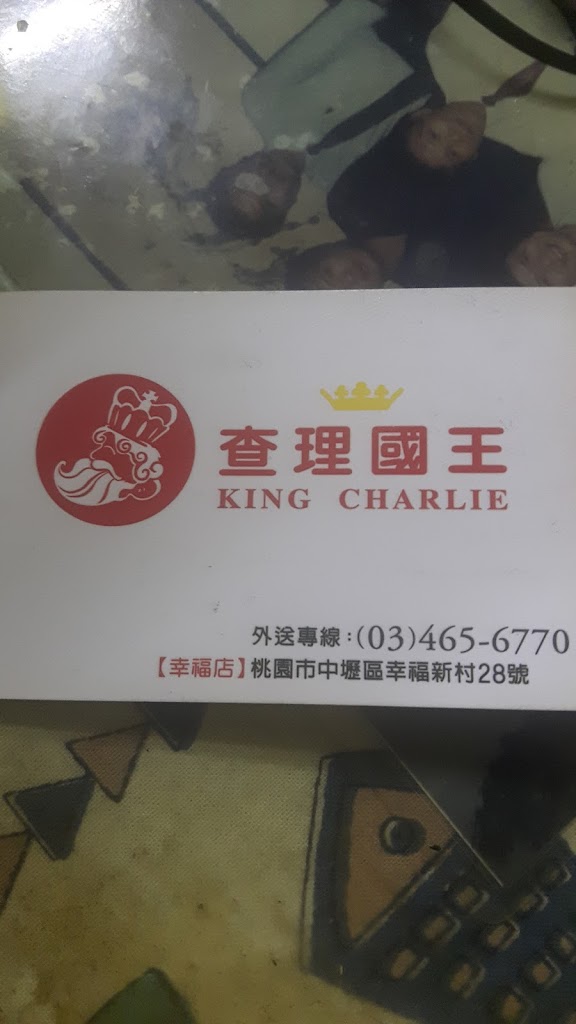 查理國王
KING CHARLIE
外送專線:(03)465-6770
【幸福店】桃園市中壢區幸福新村28號